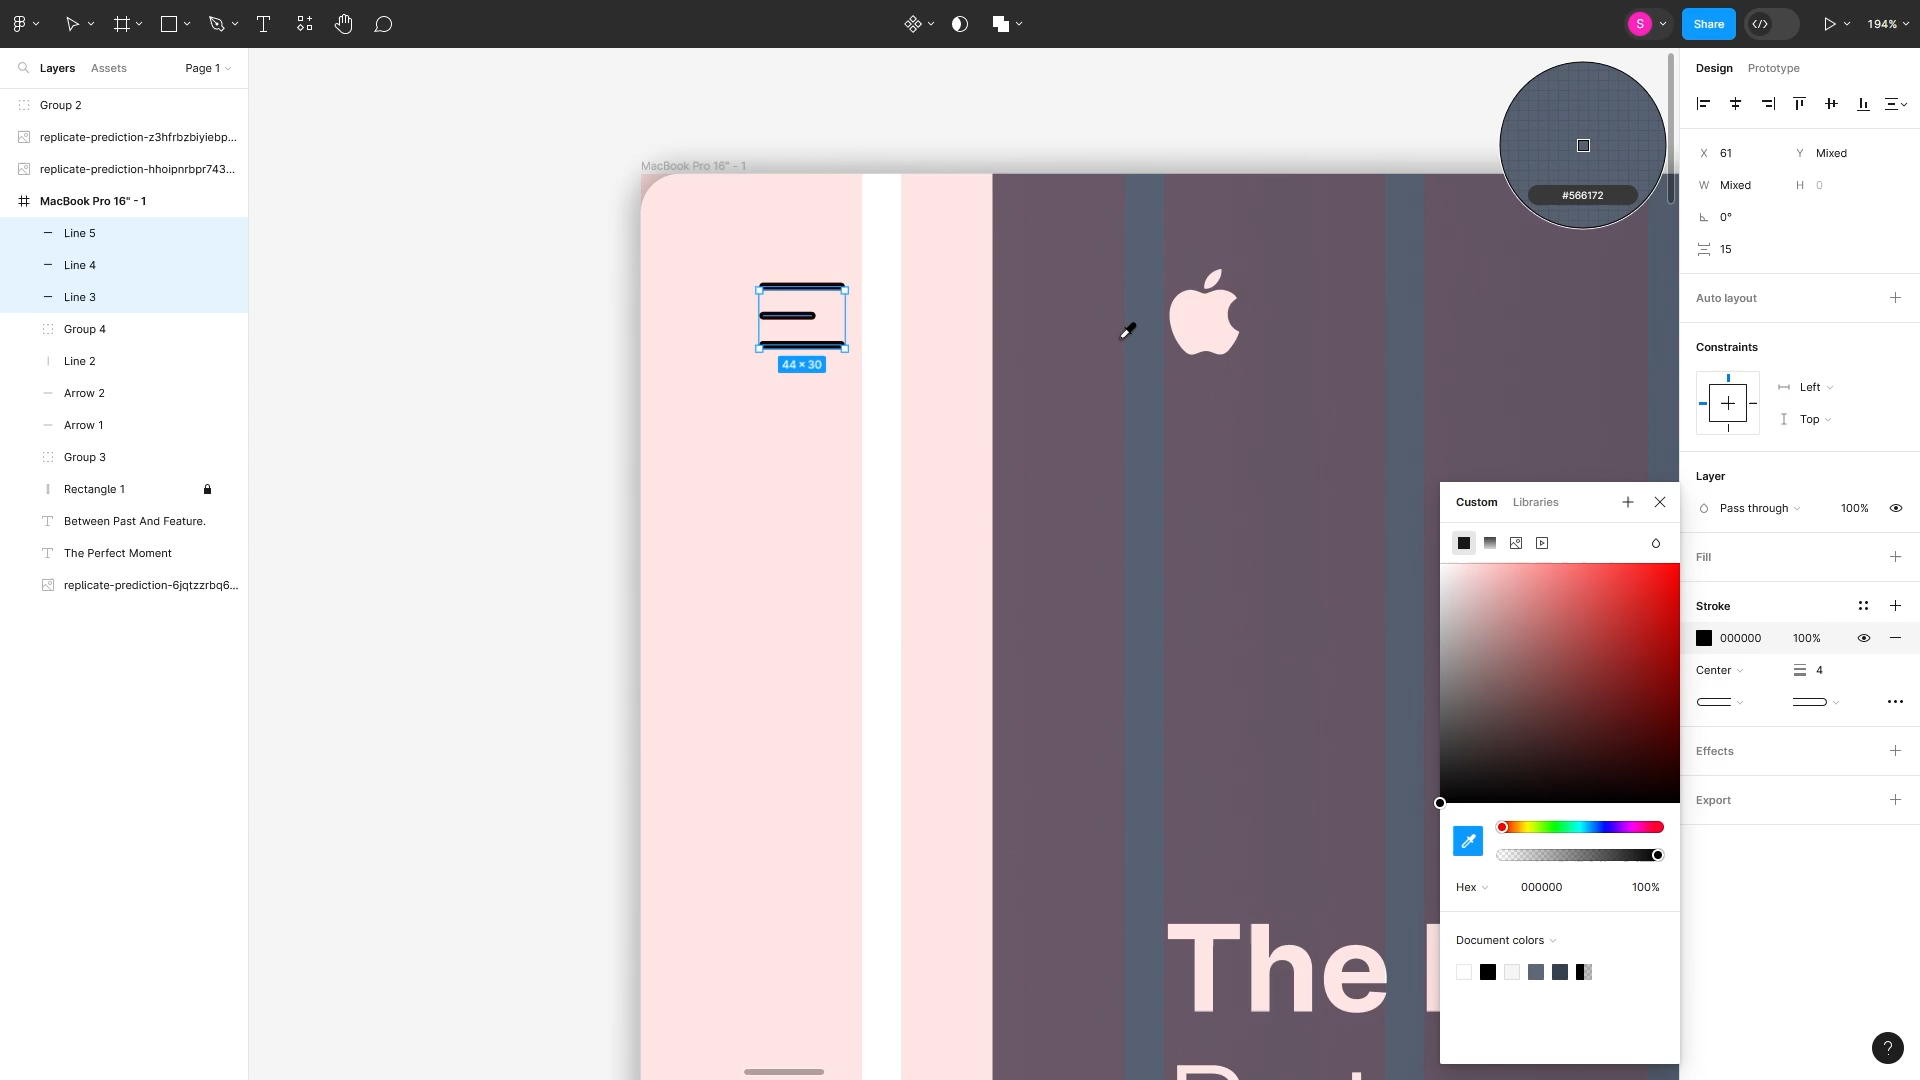 S
Share
194%
Layers
Assets
Page 1
Group 2
replicate-prediction-z3hfrbzbiyiebp...
replicate-prediction-hhoipnrbpr743...
MacBook Pro 16" - 1
Line 5
Line 4
Line 3
Group 4
Line 2
Arrow 2
Arrow 1
Group 3
Rectangle 1
Between Past And Feature.
The Perfect Moment
replicate-prediction-6jqtzzrbq6...
MacBook Pro 16" - 1
44 × 30
The
#566172
Design
Prototype
X 61
Y Mixed
W Mixed
H 0
0°
15
Auto layout
Constraints
Left
Top
Layer
Pass through
100%
Fill
Stroke
000000
100%
Center
4
Effects
Export
Custom
Libraries
Hex
000000
100%
Document colors
?